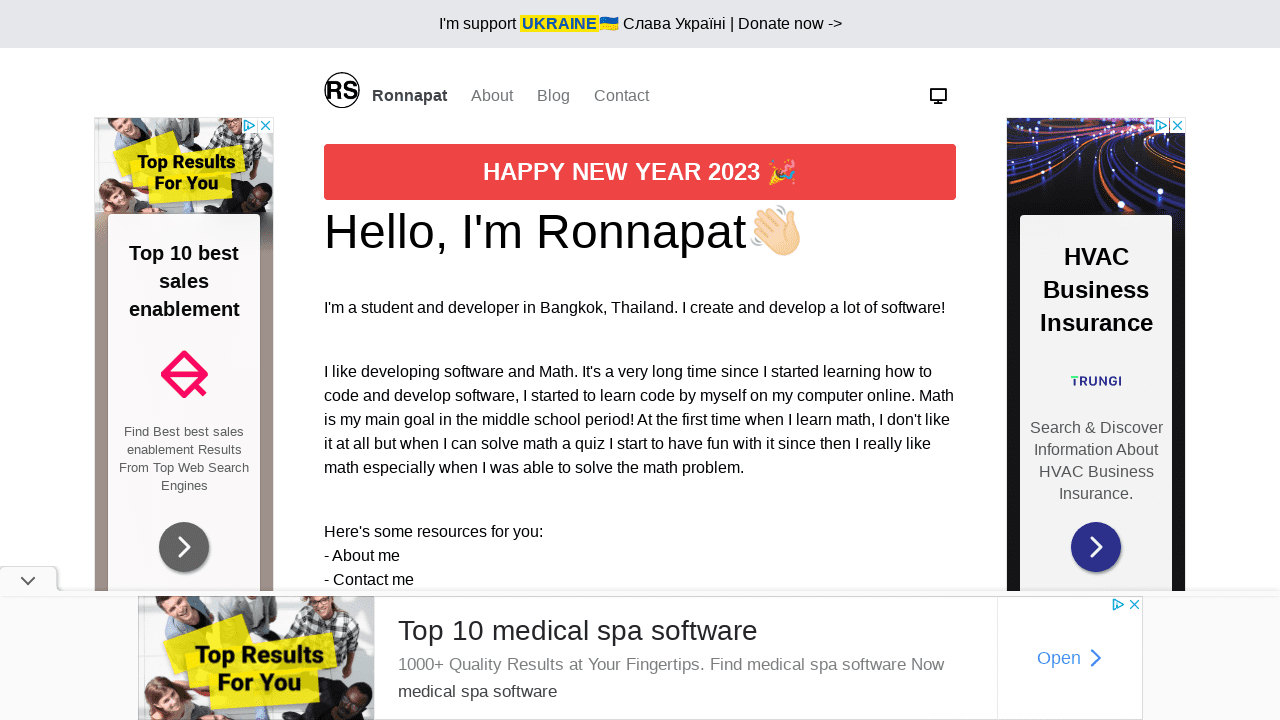 I'm support UKRAINE🇺🇦 Слава Україні | Donate now ->
RS Ronnapat About Blog Contact
HAPPY NEW YEAR 2023 🎉
Hello, I'm Ronnapat👋🏻
I'm a student and developer in Bangkok, Thailand. I create and develop a lot of software!
I like developing software and Math. It's a very long time since I started learning how to
code and develop software, I started to learn code by myself on my computer online. Math
is my main goal in the middle school period! At the first time when I learn math, I don't like
it at all but when I can solve math a quiz I start to have fun with it since then I really like
math especially when I was able to solve the math problem.
Here's some resources for you:
- About me
- Contact me
Top Results
For You
Top 10 best
sales
enablement
Find Best best sales
enablement Results
From Top Web Search
Engines
HVAC
Business
Insurance
TRUNGI
Search & Discover
Information About
HVAC Business
Insurance.
Top Results
For You
Top 10 medical spa software
1000+ Quality Results at Your Fingertips. Find medical spa software Now
medical spa software
Open